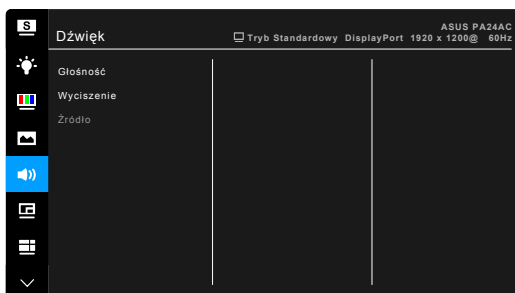 S
ASUS PA24AC
Dźwięk
Tryb Standardowy DisplayPort 1920 x 1200@ 60Hz
Głośność
Wyciszenie
Źródło